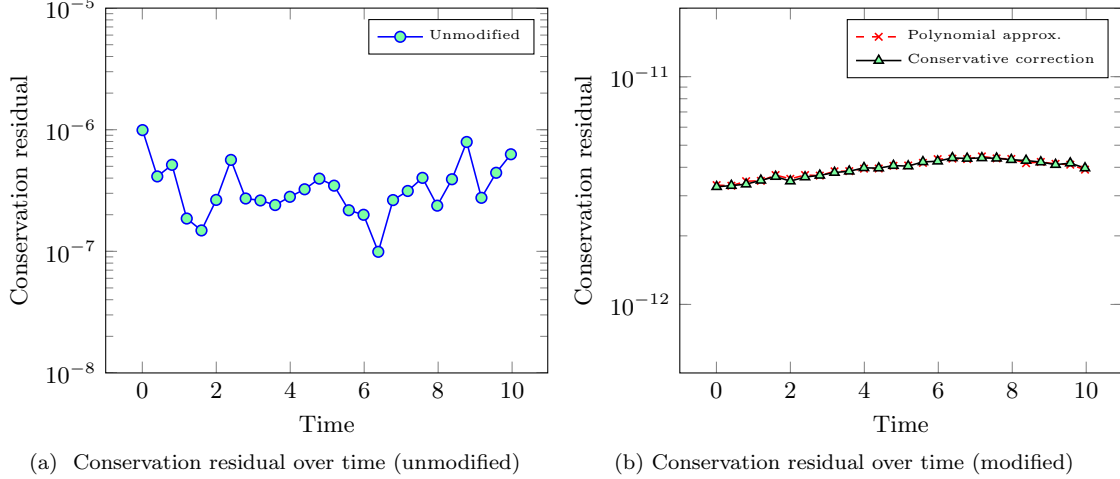 10^{-5}
10^{-6}
10^{-7}
10^{-8}
Conservation residual
Unmodified
0 2 4 6 8 10
Time
(a) Conservation residual over time (unmodified)
10^{-11}
10^{-12}
Conservation residual
Polynomial approx.
Conservative correction
0 2 4 6 8 10
Time
(b) Conservation residual over time (modified)